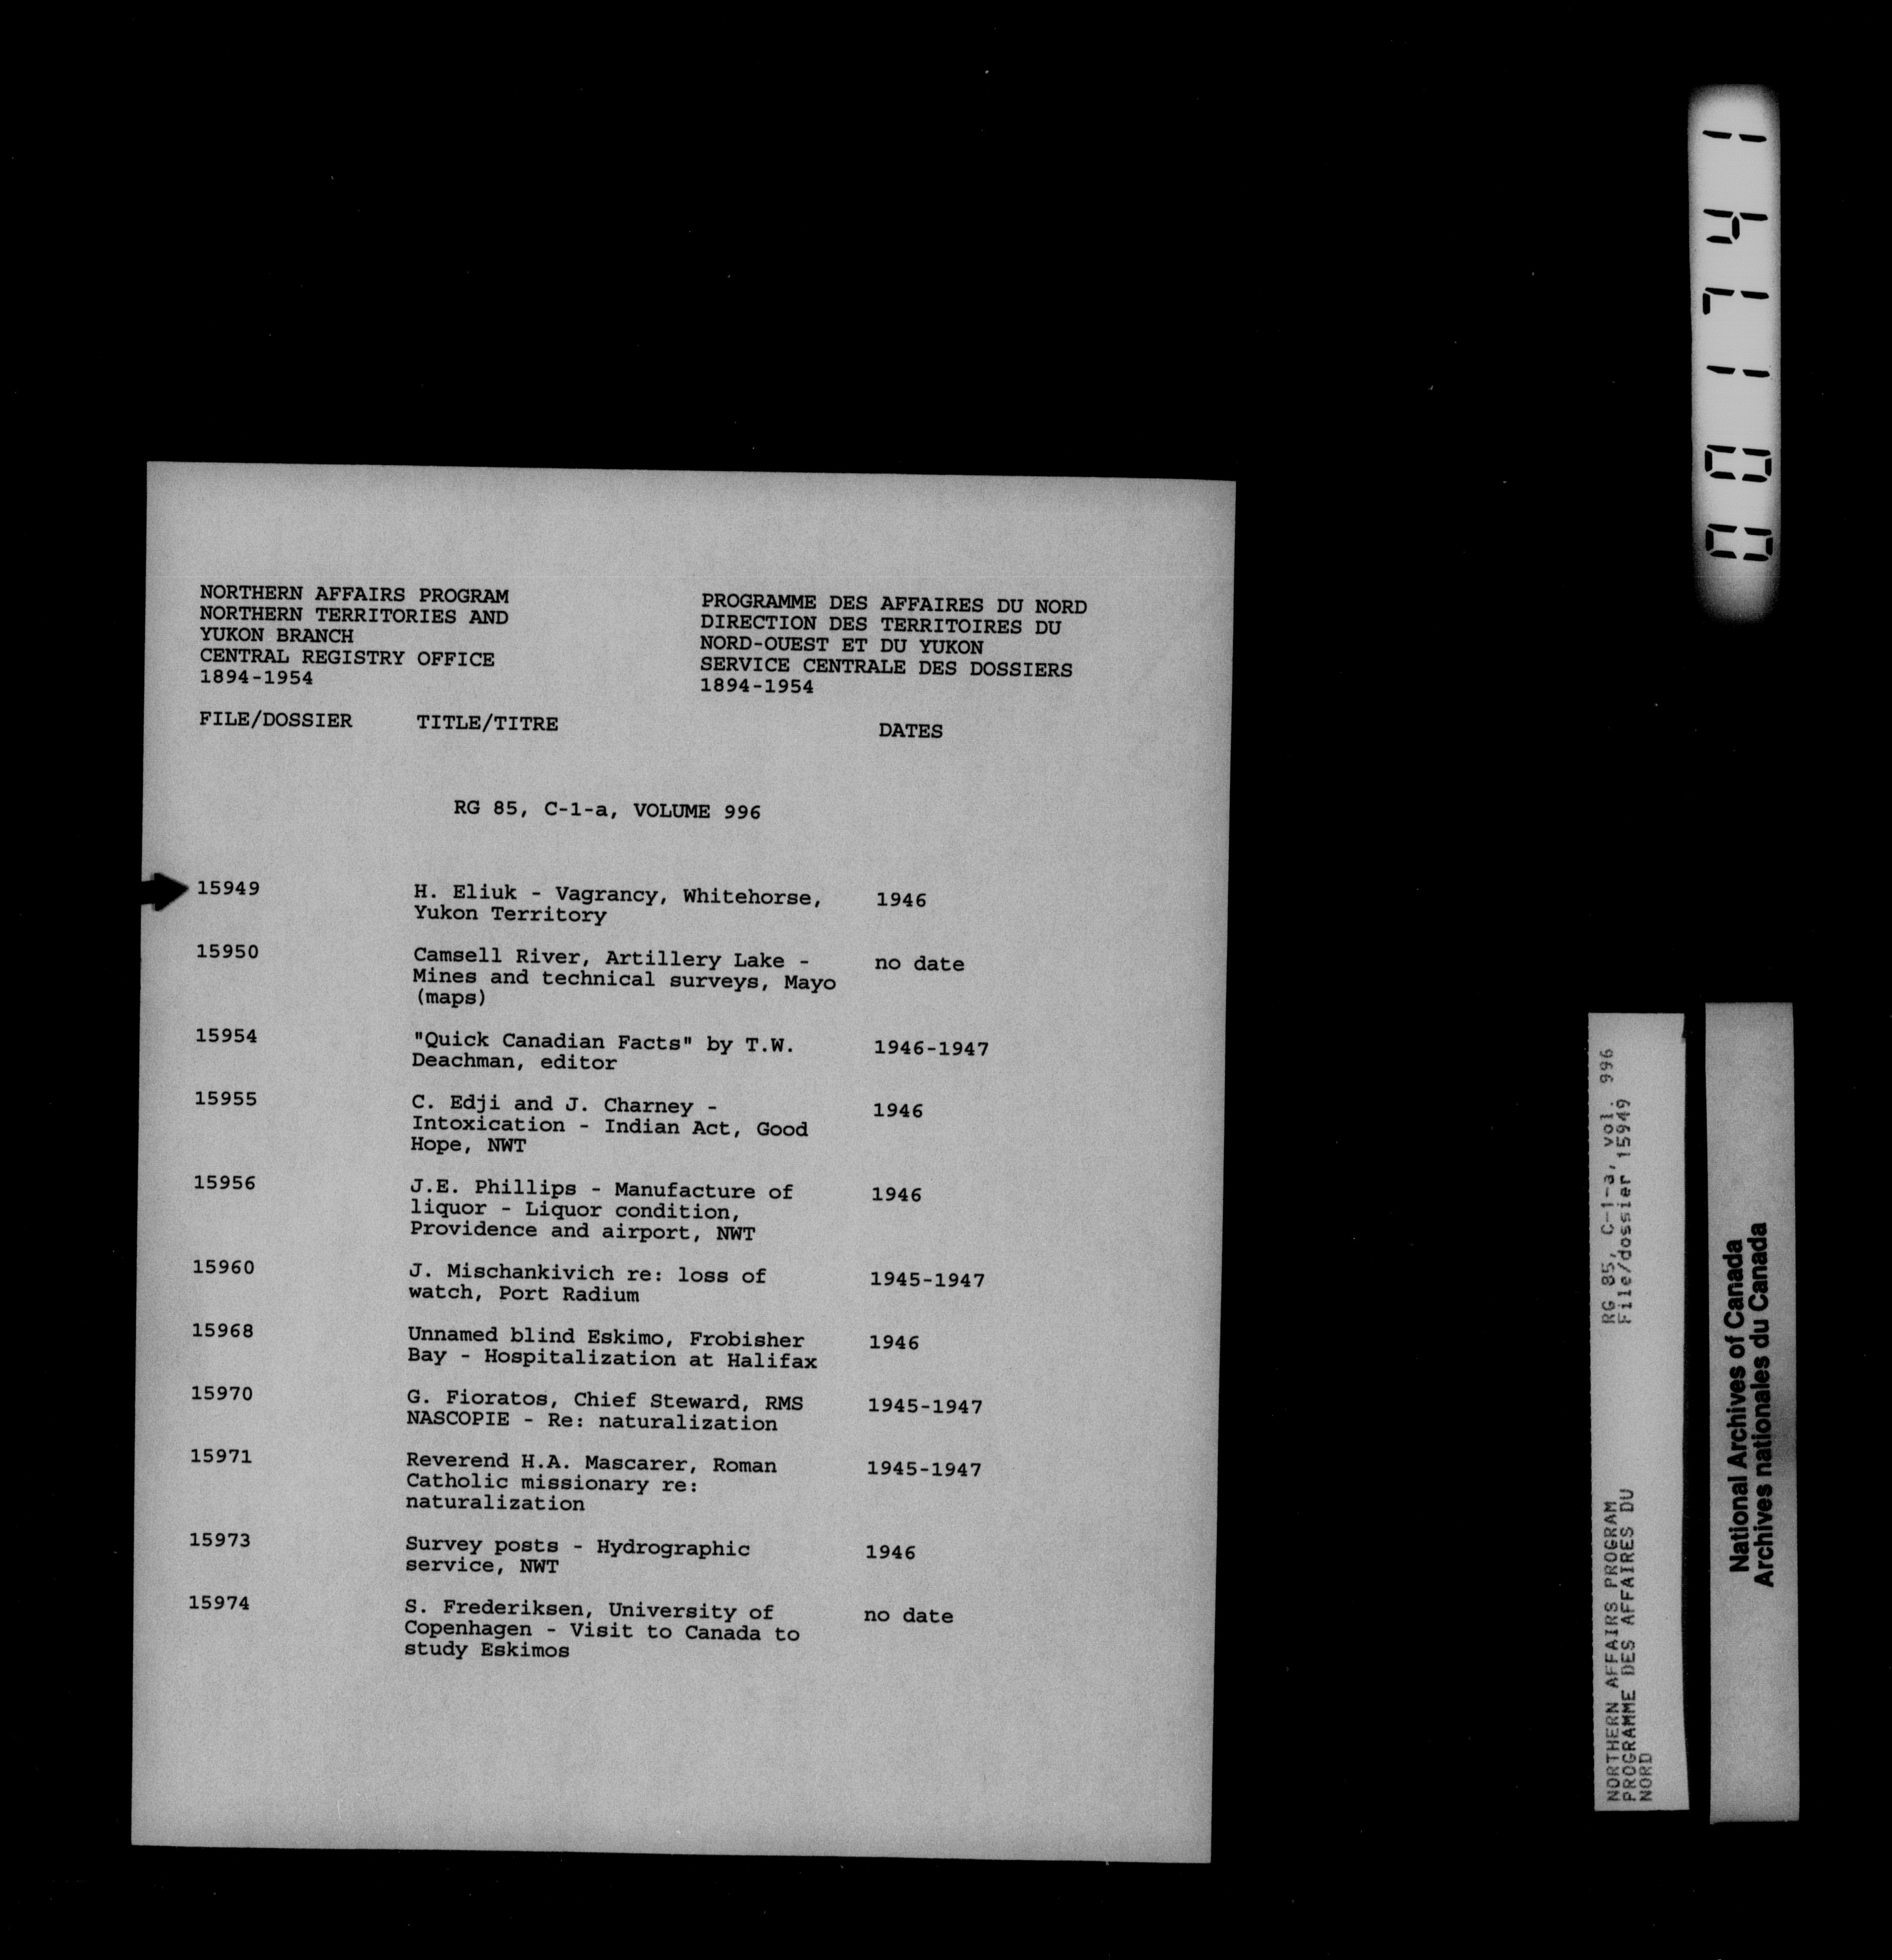 NORTHERN AFFAIRS PROGRAM
NORTHERN TERRITORIES AND
YUKON BRANCH
CENTRAL REGISTRY OFFICE
1894-1954
PROGRAMME DES AFFAIRES DU NORD
DIRECTION DES TERRITOIRES DU
NORD-OUEST ET DU YUKON
SERVICE CENTRALE DES DOSSIERS
1894-1954
FILE/DOSSIER TITLE/TITRE DATES
RG 85, C-1-a, VOLUME 996
15949 H. Eliuk - Vagrancy, Whitehorse, 1946
Yukon Territory
15950 Camsell River, Artillery Lake - no date
Mines and technical surveys, Mayo
(maps)
15954 "Quick Canadian Facts" by T.W. 1946-1947
Deachman, editor
15955 C. Edji and J. Charney - 1946
Intoxication - Indian Act, Good
Hope, NWT
15956 J.E. Phillips - Manufacture of 1946
liquor - Liquor condition,
Providence and airport, NWT
15960 J. Mischankivich re: loss of 1945-1947
watch, Port Radium
15968 Unnamed blind Eskimo, Frobisher 1946
Bay - Hospitalization at Halifax
15970 G. Fioratos, Chief Steward, RMS 1945-1947
NASCOPIE - Re: naturalization
15971 Reverend H.A. Mascarer, Roman 1945-1947
Catholic missionary re:
naturalization
15973 Survey posts - Hydrographic 1946
service, NWT
15974 S. Frederiksen, University of no date
Copenhagen - Visit to Canada to
study Eskimos
001741
NORTHERN AFFAIRS PROGRAM RG 85, C-1-a, vol. 996
PROGRAMME DES AFFAIRES DU File/dossier 15949
NORD
National Archives of Canada
Archives nationales du Canada